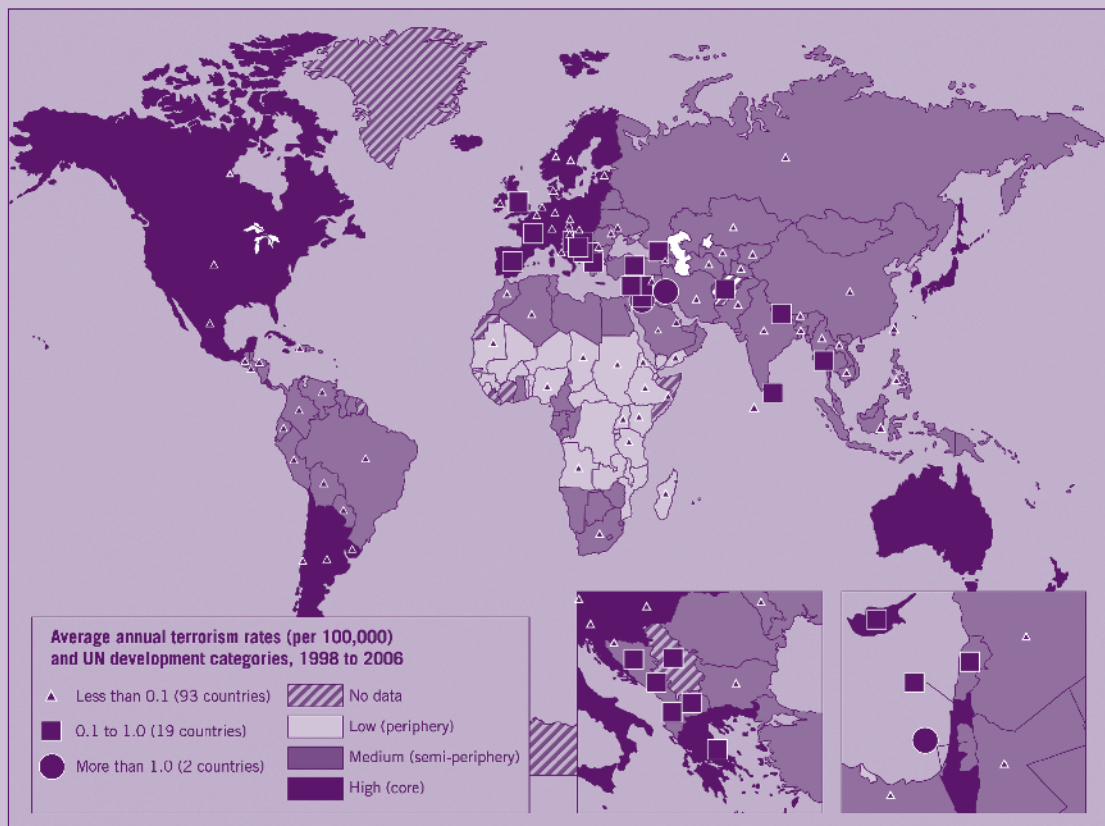 Average annual terrorism rates (per 100,000)
and UN development categories, 1998 to 2006
Less than 0.1 (93 countries)
0.1 to 1.0 (19 countries)
More than 1.0 (2 countries)
No data
Low (periphery)
Medium (semi-periphery)
High (core)